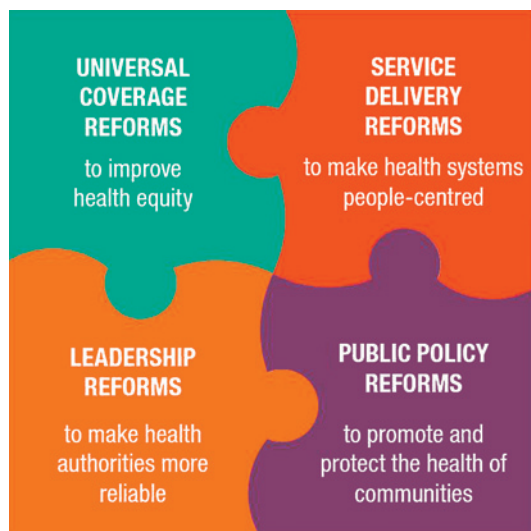 UNIVERSAL
COVERAGE
REFORMS
to improve
health equity
SERVICE
DELIVERY
REFORMS
to make health systems
people-centred
LEADERSHIP
REFORMS
to make health
authorities more
reliable
PUBLIC POLICY
REFORMS
to promote and
protect the health of
communities